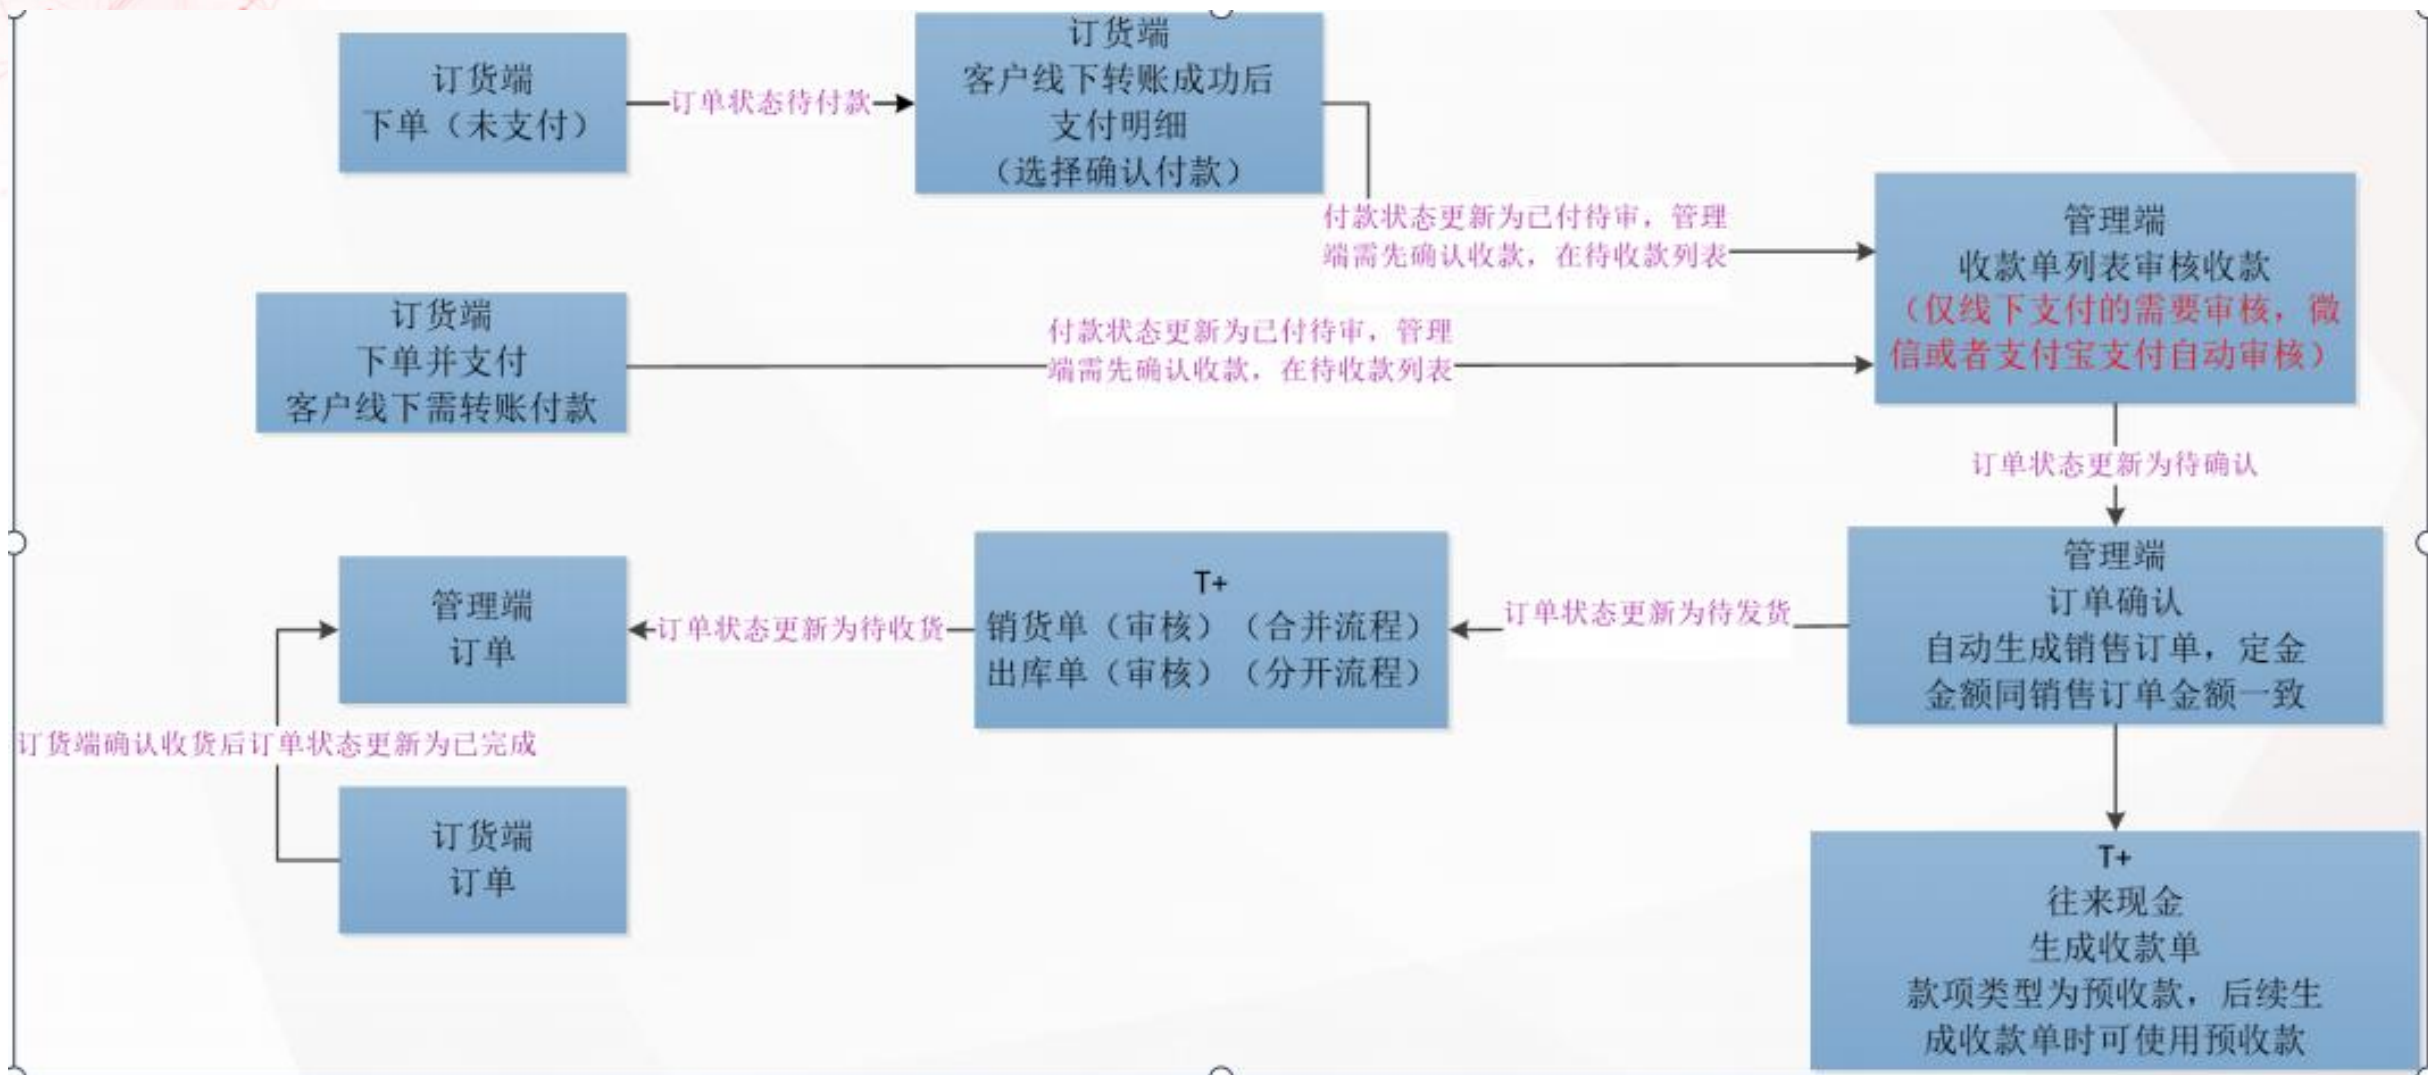 订货端
下单（未支付）
订单状态待付款
订货端
客户线下转账成功后
支付明细
（选择确认付款）
付款状态更新为已付待审，管理
端需先确认收款，在待收款列表
管理端
收款单列表审核收款
（仅线下支付的需要审核，微
信或者支付宝支付自动审核）
订货端
下单并支付
客户线下需转账付款
付款状态更新为已付待审，管理
端需先确认收款，在待收款列表
订单状态更新为待确认
管理端
订单确认
自动生成销售订单，定金
金额同销售订单金额一致
订单状态更新为待发货
T+
销货单（审核）（合并流程）
出库单（审核）（分开流程）
订单状态更新为待收货
管理端
订单
订货端确认收货后订单状态更新为已完成
订货端
订单
T+
往来现金
生成收款单
款项类型为预收款，后续生
成收款单时可使用预收款